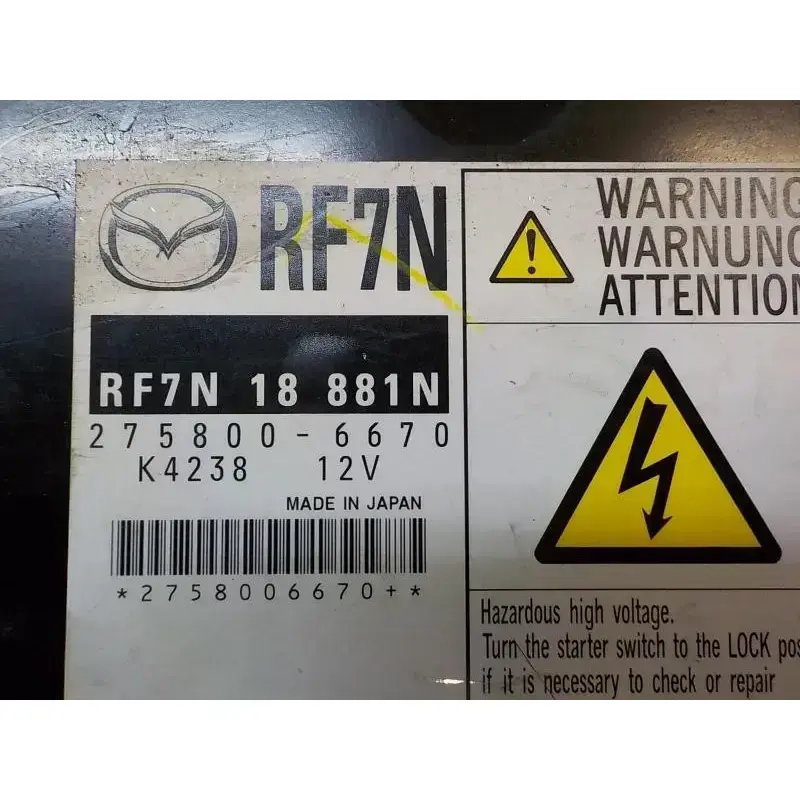 RF7N
RF7N 18 881N
275800-6670
K4238 12V
MADE IN JAPAN
*2758006670+*
WARNING
WARNUNG
ATTENTION
Hazardous high voltage.
Turn the starter switch to the LOCK pos
if it is necessary to check or repair